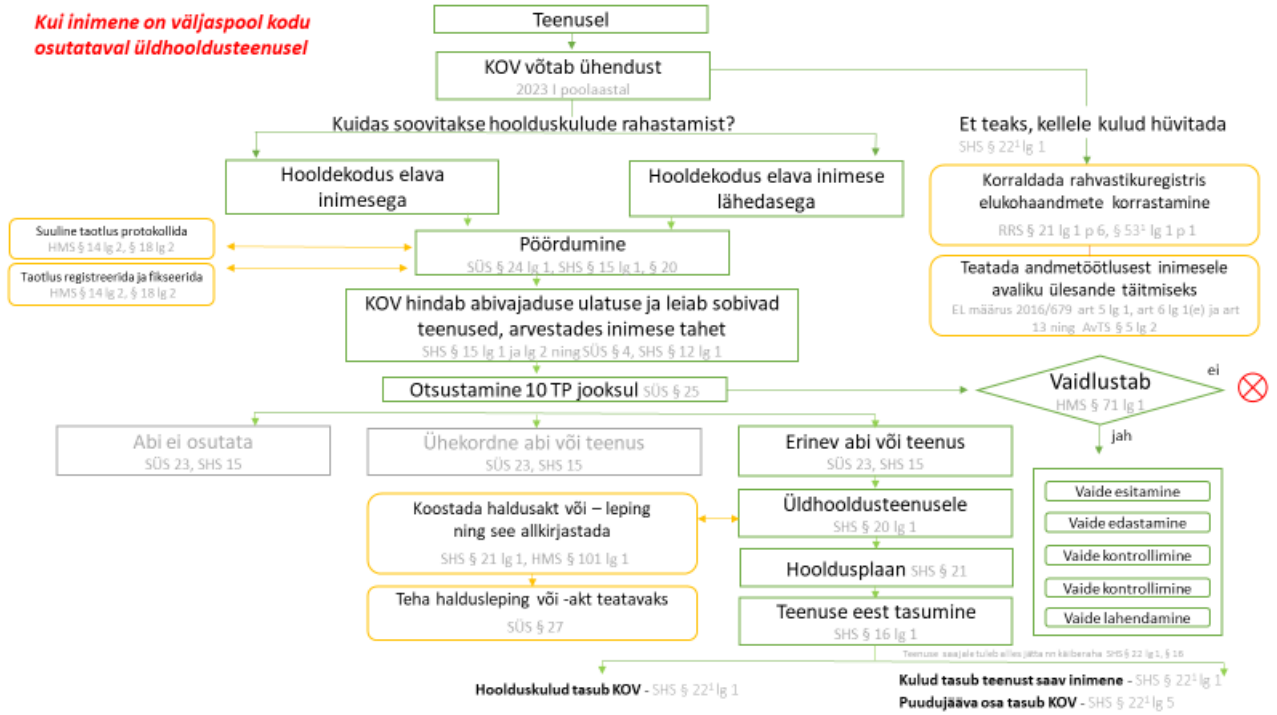 Kui inimene on väljaspool kodu
osutataval üldhooldusteenusel
Teenusel
KOV võtab ühendust
2023 I poolaastal
Kuidas soovitakse hoolduskulude rahastamist?
Et teaks, kellele kulud hüvitada
SHS § 22¹ lg 1
Hooldekodus elava
inimesega
Hooldekodus elava inimese
lähedasega
Korraldada rahvastikuregistris
elukohaandmete korrastamine
RRS § 21 lg 1 p 6, § 53¹ lg 1 p 1
Suuline taotlus protokollida
HMS § 14 lg 2, § 18 lg 2
Taotlus registreerida ja fikseerida
HMS § 14 lg 2, § 18 lg 2
Pöördumine
SÜS § 24 lg 1, SHS § 15 lg 1, § 20
Teatada andmetöötlusest inimesele
avaliku ülesande täitmiseks
EL määrus 2016/679 art 5 lg 1, art 6 lg 1(e) ja art
13 ning AvTS § 5 lg 2
KOV hindab abivajaduse ulatuse ja leiab sobivad
teenused, arvestades inimese tahet
SHS § 15 lg 1 ja lg 2 ning SÜS § 4, SHS § 12 lg 1
Otsustamine 10 TP jooksul SÜS § 25
Vaidlustab
HMS § 71 lg 1
ei
jah
Abi ei osutata
SÜS 23, SHS 15
Ühekordne abi või teenus
SÜS 23, SHS 15
Erinev abi või teenus
SÜS 23, SHS 15
Koostada haldusakt või – leping
ning see allkirjastada
SHS § 21 lg 1, HMS § 101 lg 1
Üldhooldusteenusele
SHS § 20 lg 1
Hooldusplaan SHS § 21
Teha haldusleping või -akt teatavaks
SÜS § 27
Teenuse eest tasumine
SHS § 16 lg 1
Vaide esitamine
Vaide edastamine
Vaide kontrollimine
Vaide kontrollimine
Vaide lahendamine
Teenuse saajale tuleb alles jätta nn käiberaha SHS § 22 lg 1, § 16
Hoolduskulud tasub KOV - SHS § 22¹ lg 1
Kulud tasub teenust saav inimene - SHS § 22¹ lg 1
Puudujääva osa tasub KOV - SHS § 22¹ lg 5